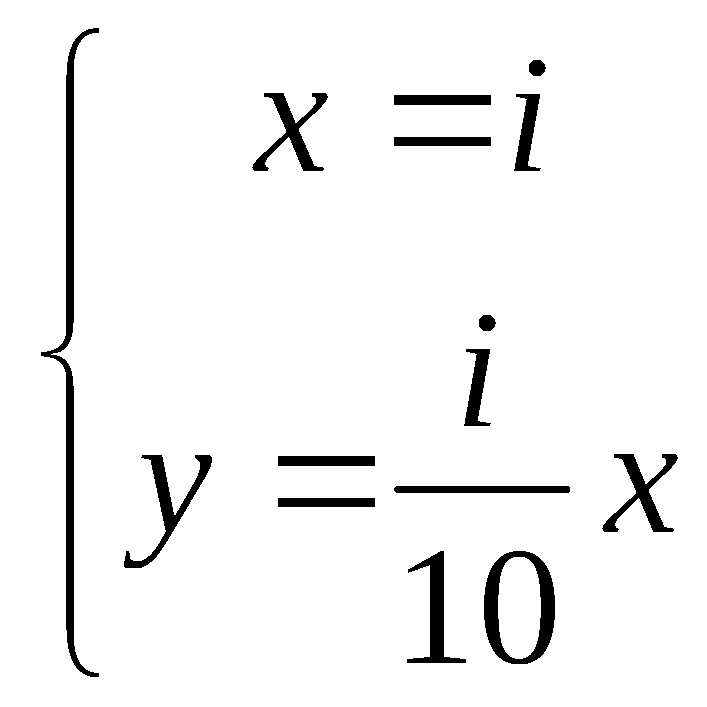 x = i
y = i/10 x